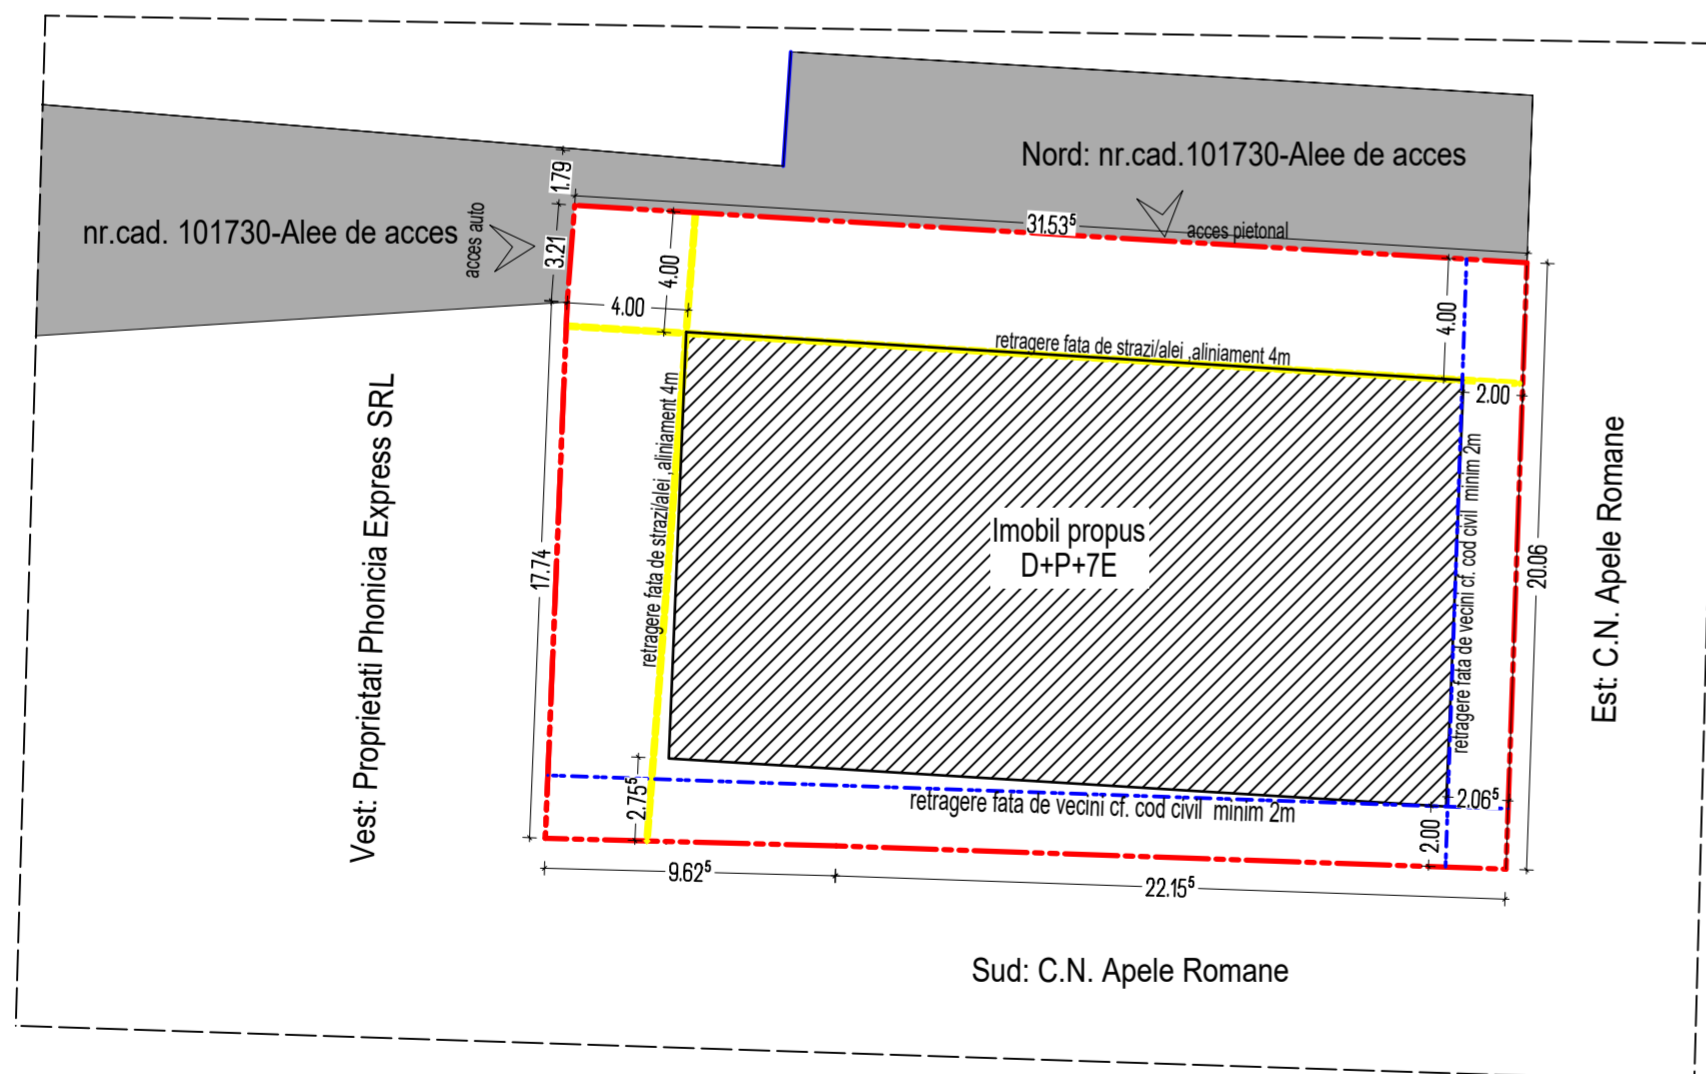 Nord: nr.cad.101730-Alee de acces
1.79
nr.cad. 101730-Alee de acces
acces auto
3.21
31.53⁵
acces pietonal
4.00
4.00
4.00
retragere fata de strazi/alei ,aliniament 4m
2.00
retragere fata de strazi/alei ,aliniament 4m
Vest: Proprietati Phonicia Express SRL
17.74
Imobil propus
D+P+7E
retragere fata de vecini cf. cod civil minim 2m
20.06
Est: C.N. Apele Romane
2.75⁵
retragere fata de vecini cf. cod civil minim 2m
2.06⁵
2.00
9.62⁵
22.15⁵
Sud: C.N. Apele Romane